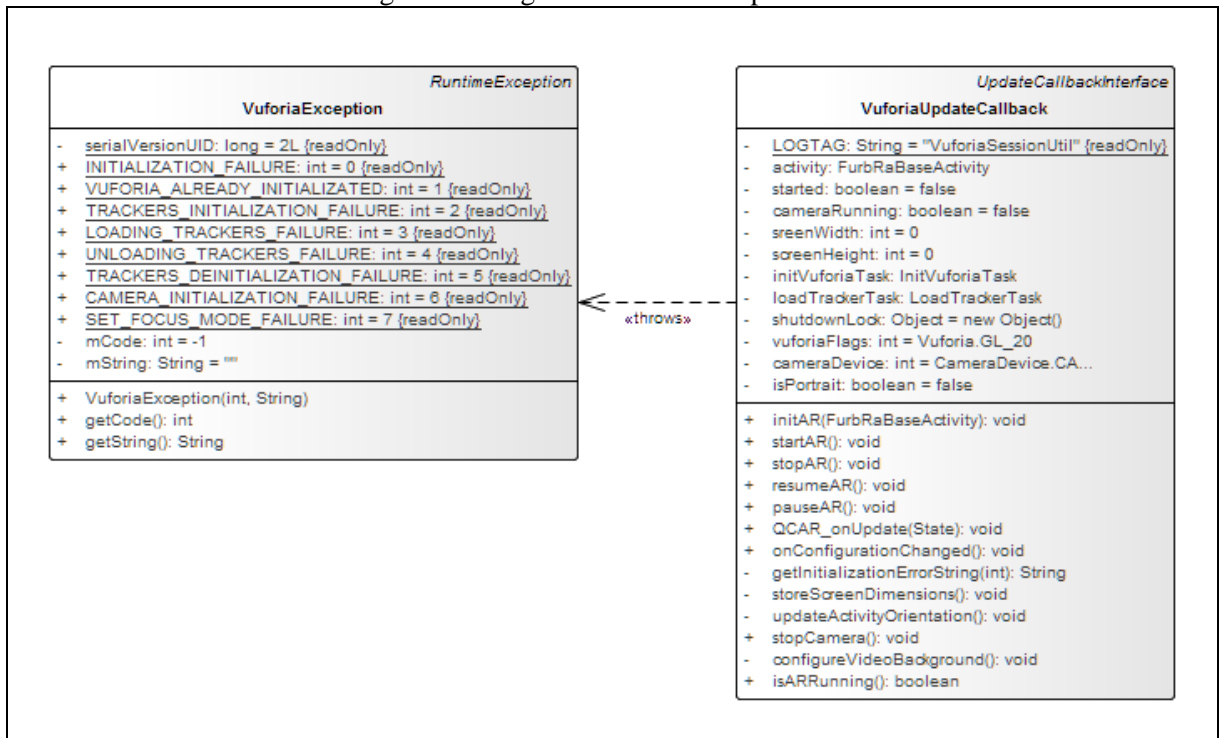 RuntimeException
VuforiaException
- serialVersionUID: long = 2L {readOnly}
+ INITIALIZATION_FAILURE: int = 0 {readOnly}
+ VUFORIA_ALREADY_INITIALIZATED: int = 1 {readOnly}
+ TRACKERS_INITIALIZATION_FAILURE: int = 2 {readOnly}
+ LOADING_TRACKERS_FAILURE: int = 3 {readOnly}
+ UNLOADING_TRACKERS_FAILURE: int = 4 {readOnly}
+ TRACKERS_DEINITIALIZATION_FAILURE: int = 5 {readOnly}
+ CAMERA_INITIALIZATION_FAILURE: int = 6 {readOnly}
+ SET_FOCUS_MODE_FAILURE: int = 7 {readOnly}
- mCode: int = -1
- mString: String = ""
+ VuforiaException(int, String)
+ getCode(): int
+ getString(): String
«throws»
UpdateCallbackInterface
VuforiaUpdateCallback
- LOGTAG: String = "VuforiaSessionUtil" {readOnly}
- activity: FurbRaBaseActivity
- started: boolean = false
- cameraRunning: boolean = false
- sreenWidth: int = 0
- screenHeight: int = 0
- initVuforiaTask: InitVuforiaTask
- loadTrackerTask: LoadTrackerTask
- shutdownLock: Object = new Object()
- vuforiaFlags: int = Vuforia.GL_20
- cameraDevice: int = CameraDevice.CA...
- isPortrait: boolean = false
+ initAR(FurbRaBaseActivity): void
+ startAR(): void
+ stopAR(): void
+ resumeAR(): void
+ pauseAR(): void
+ QCAR_onUpdate(State): void
+ onConfigurationChanged(): void
- getInitializationErrorString(int): String
- storeScreenDimensions(): void
- updateActivityOrientation(): void
+ stopCamera(): void
- configureVideoBackground(): void
+ isARRunning(): boolean